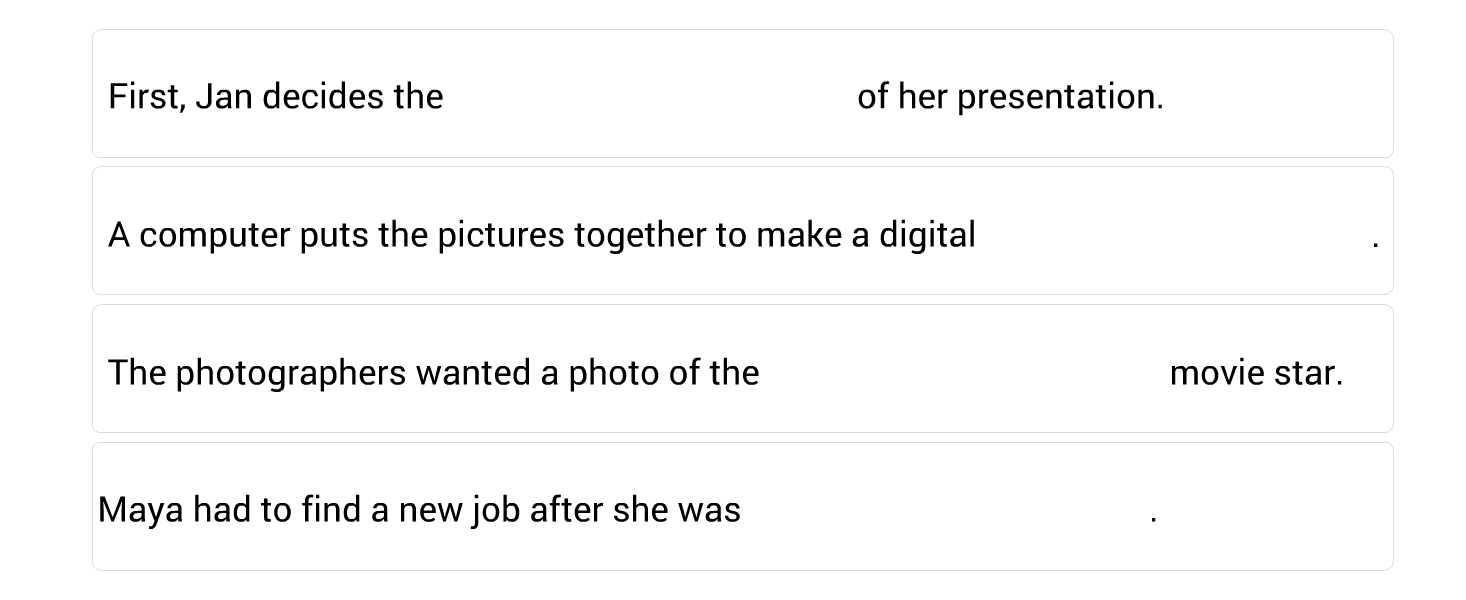 First, Jan decides the of her presentation.
A computer puts the pictures together to make a digital .
The photographers wanted a photo of the movie star.
Maya had to find a new job after she was .